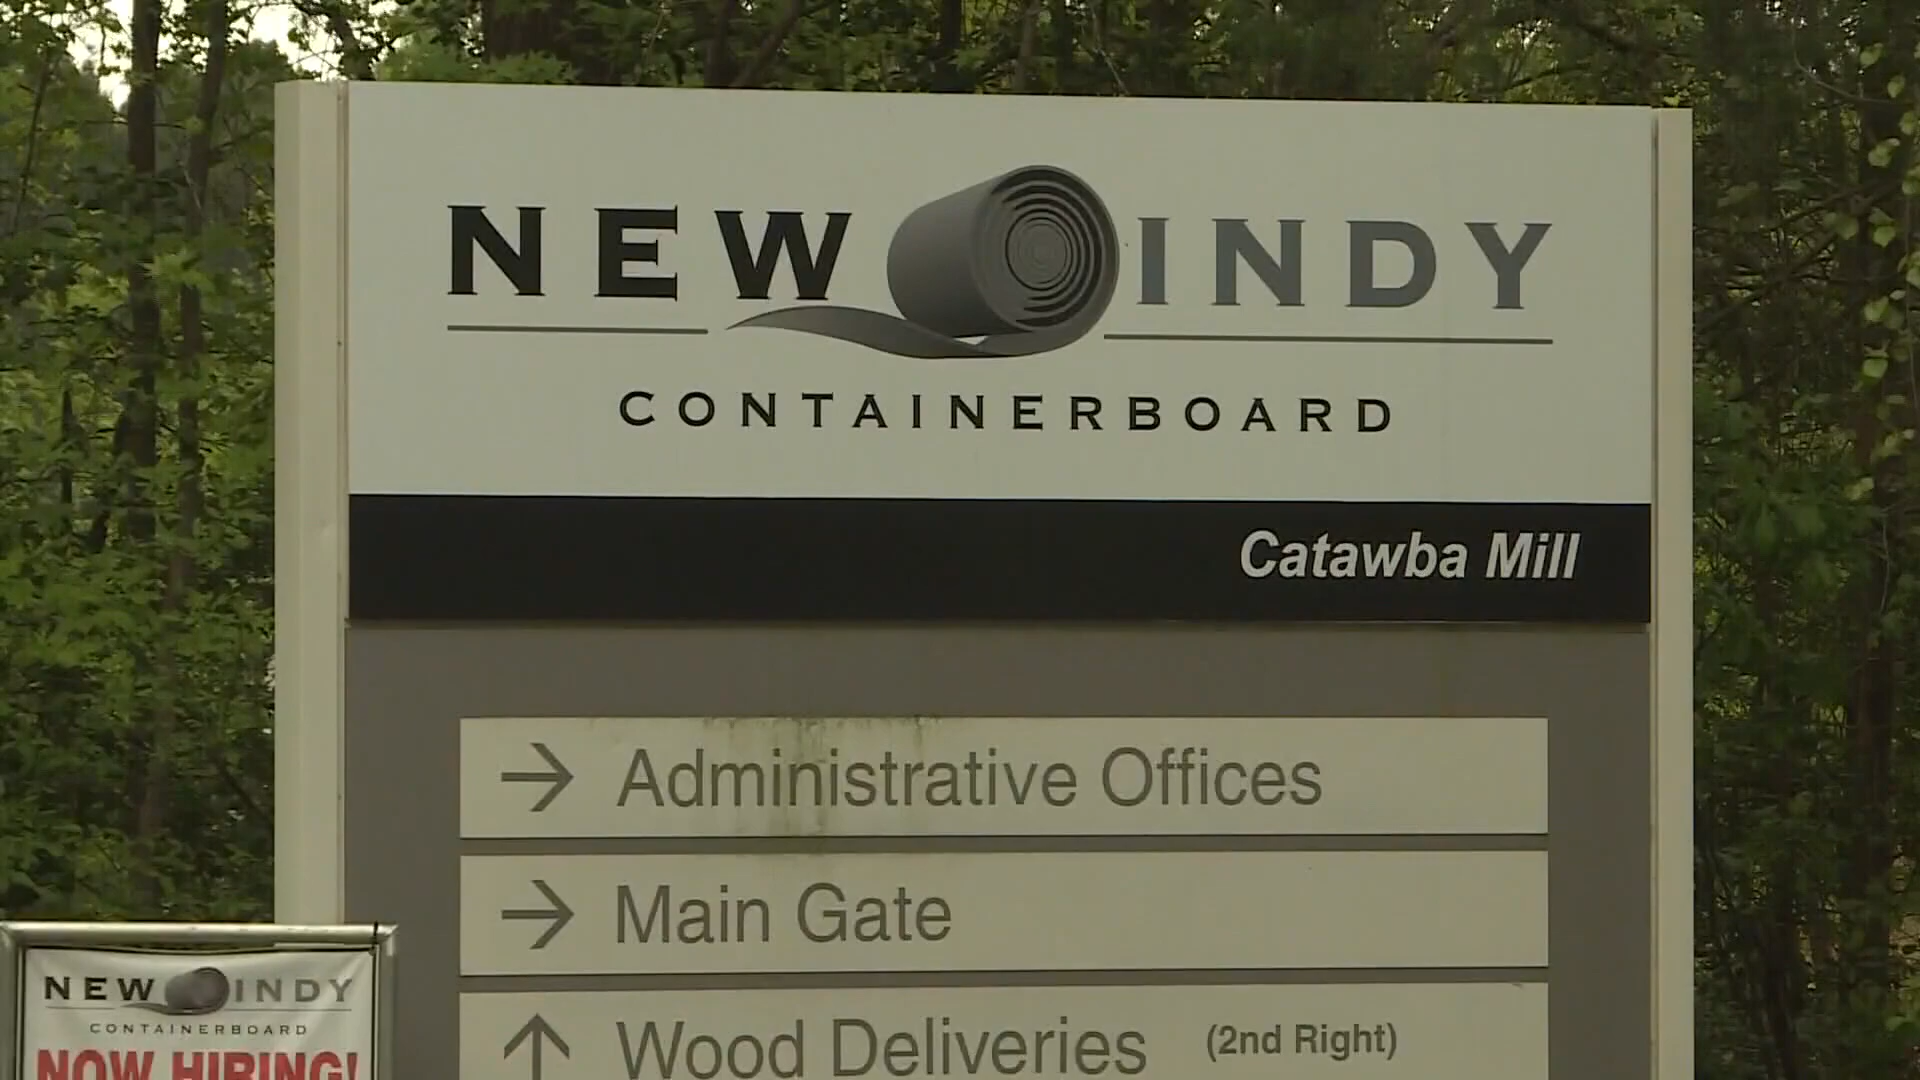 NEW INDY
CONTAINERBOARD
Catawba Mill
→ Administrative Offices
→ Main Gate
↑ Wood Deliveries (2nd Right)
NEW INDY
CONTAINERBOARD
NOW HIRING!